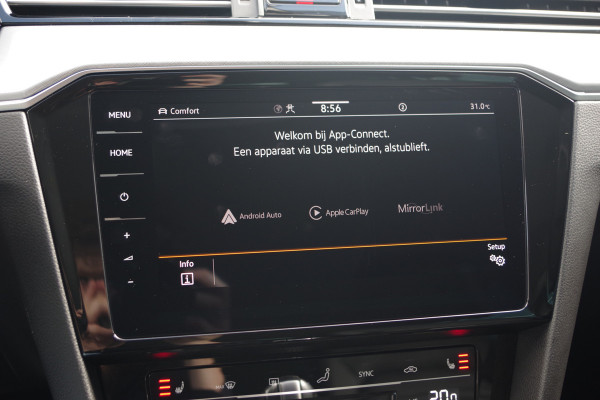 MENU
Comfort
8:56
31.0°C
HOME
Welkom bij App-Connect.
Een apparaat via USB verbinden, alstublieft.
Android Auto
Apple CarPlay
MirrorLink
+
-
Info
Setup
MAX
SYNC